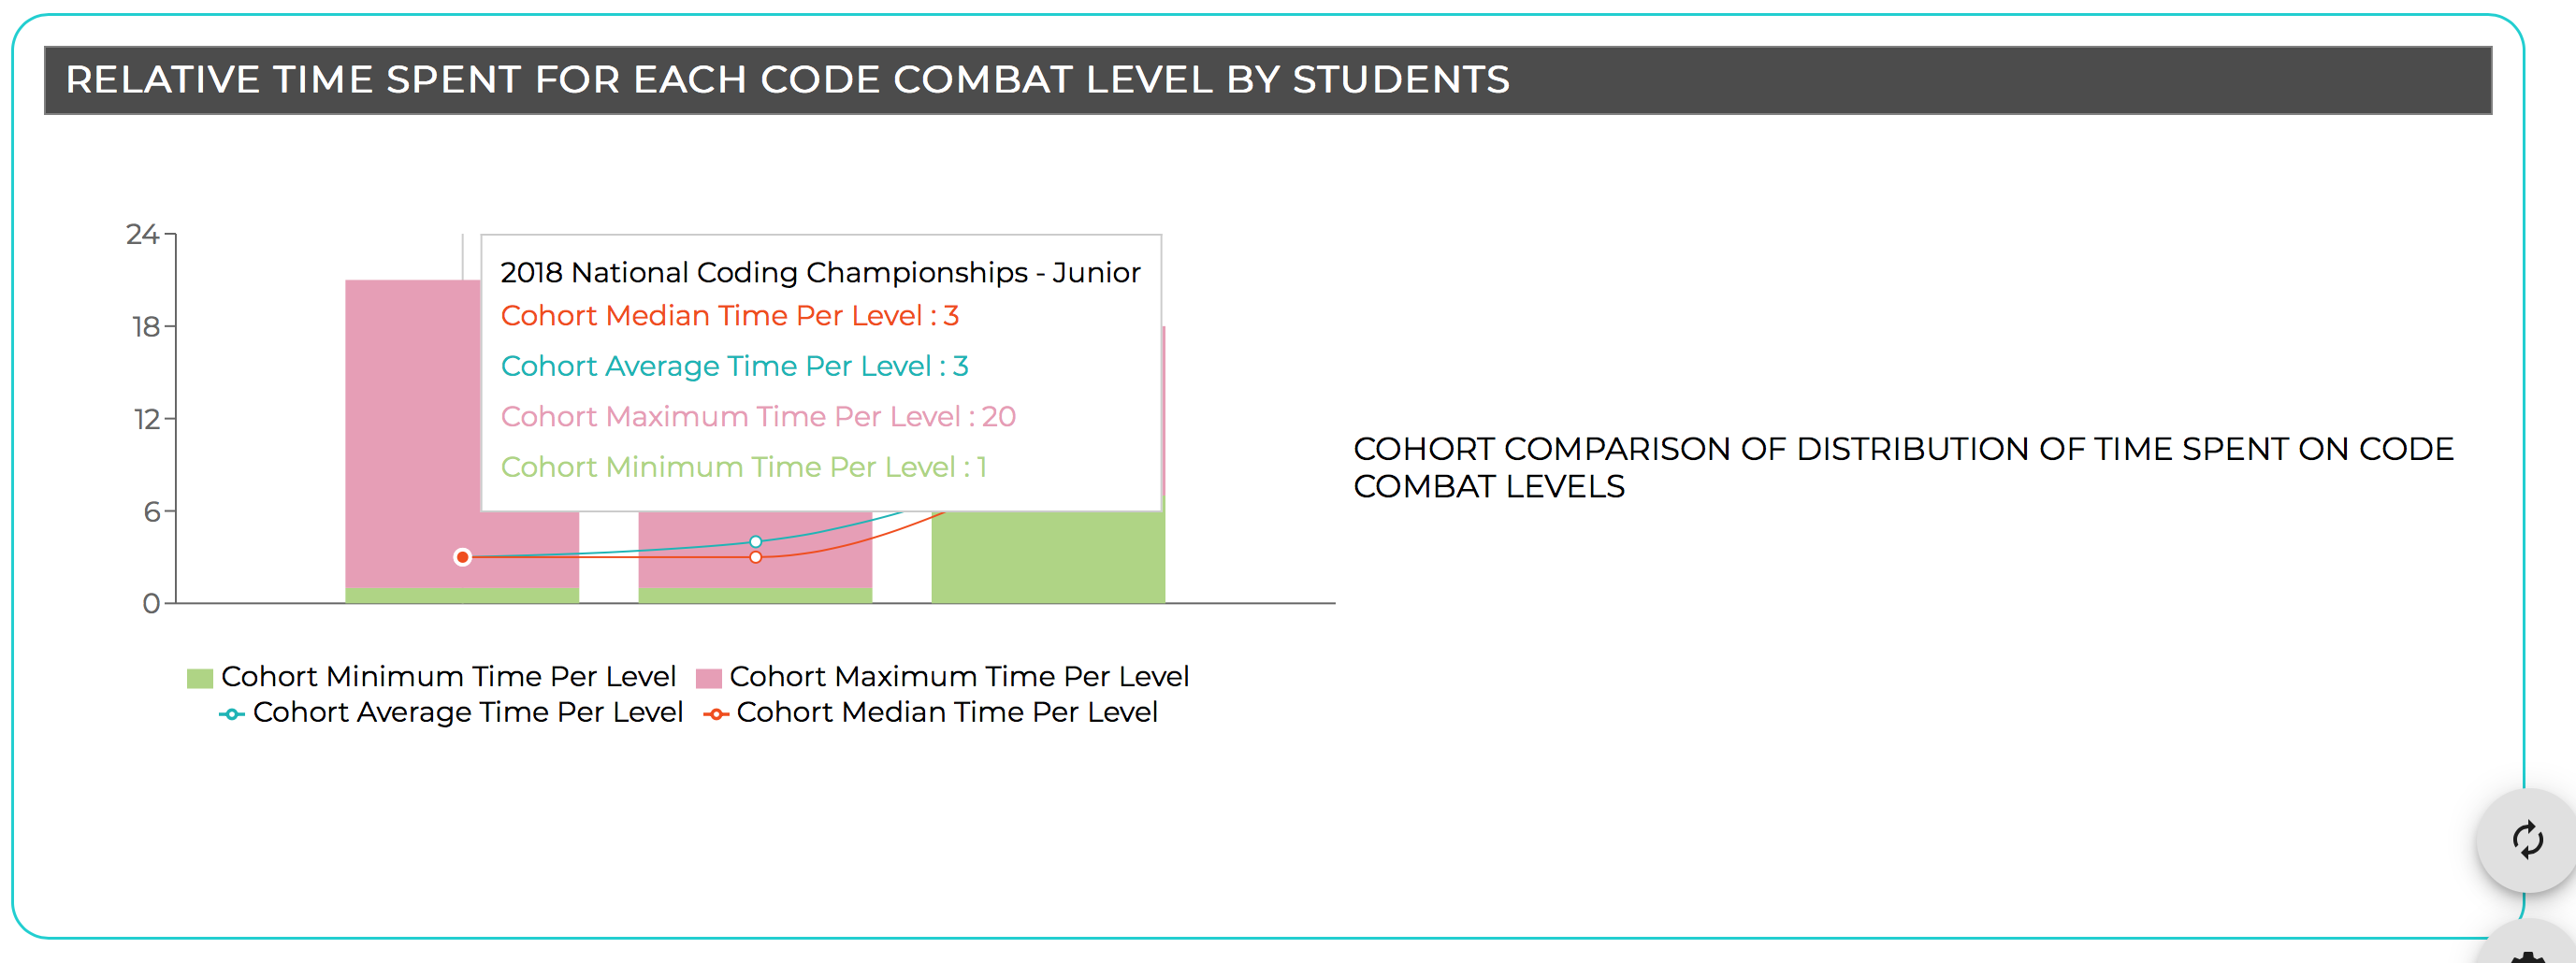 RELATIVE TIME SPENT FOR EACH CODE COMBAT LEVEL BY STUDENTS
24
18
12
6
0
2018 National Coding Championships - Junior
Cohort Median Time Per Level : 3
Cohort Average Time Per Level : 3
Cohort Maximum Time Per Level : 20
Cohort Minimum Time Per Level : 1
COHORT COMPARISON OF DISTRIBUTION OF TIME SPENT ON CODE
COMBAT LEVELS
Cohort Minimum Time Per Level Cohort Maximum Time Per Level
Cohort Average Time Per Level Cohort Median Time Per Level